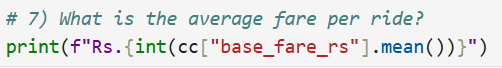 # 7) What is the average fare per ride?
print(f"Rs.{int(cc["base_fare_rs"].mean())}")